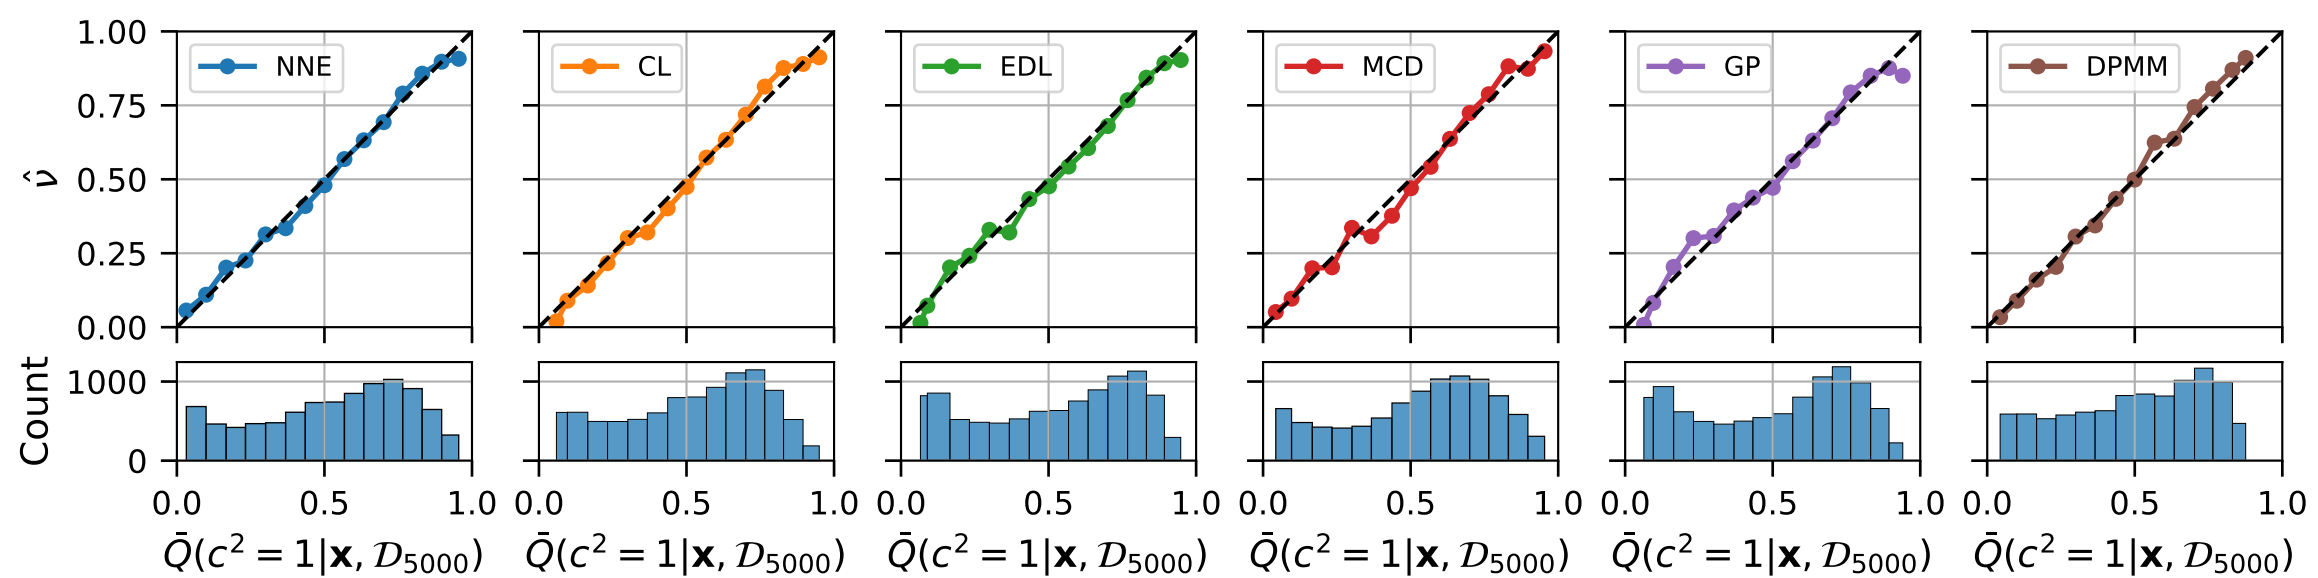 1.00
0.75
0.50
0.25
0.00
ν̂
NNE
CL
EDL
MCD
GP
DPMM
Count
1000
0
0.0 0.5 1.0
0.0 0.5 1.0
0.0 0.5 1.0
0.0 0.5 1.0
0.0 0.5 1.0
0.0 0.5 1.0
Q̄(c² = 1|x, 𝒟₅₀₀₀)
Q̄(c² = 1|x, 𝒟₅₀₀₀)
Q̄(c² = 1|x, 𝒟₅₀₀₀)
Q̄(c² = 1|x, 𝒟₅₀₀₀)
Q̄(c² = 1|x, 𝒟₅₀₀₀)
Q̄(c² = 1|x, 𝒟₅₀₀₀)